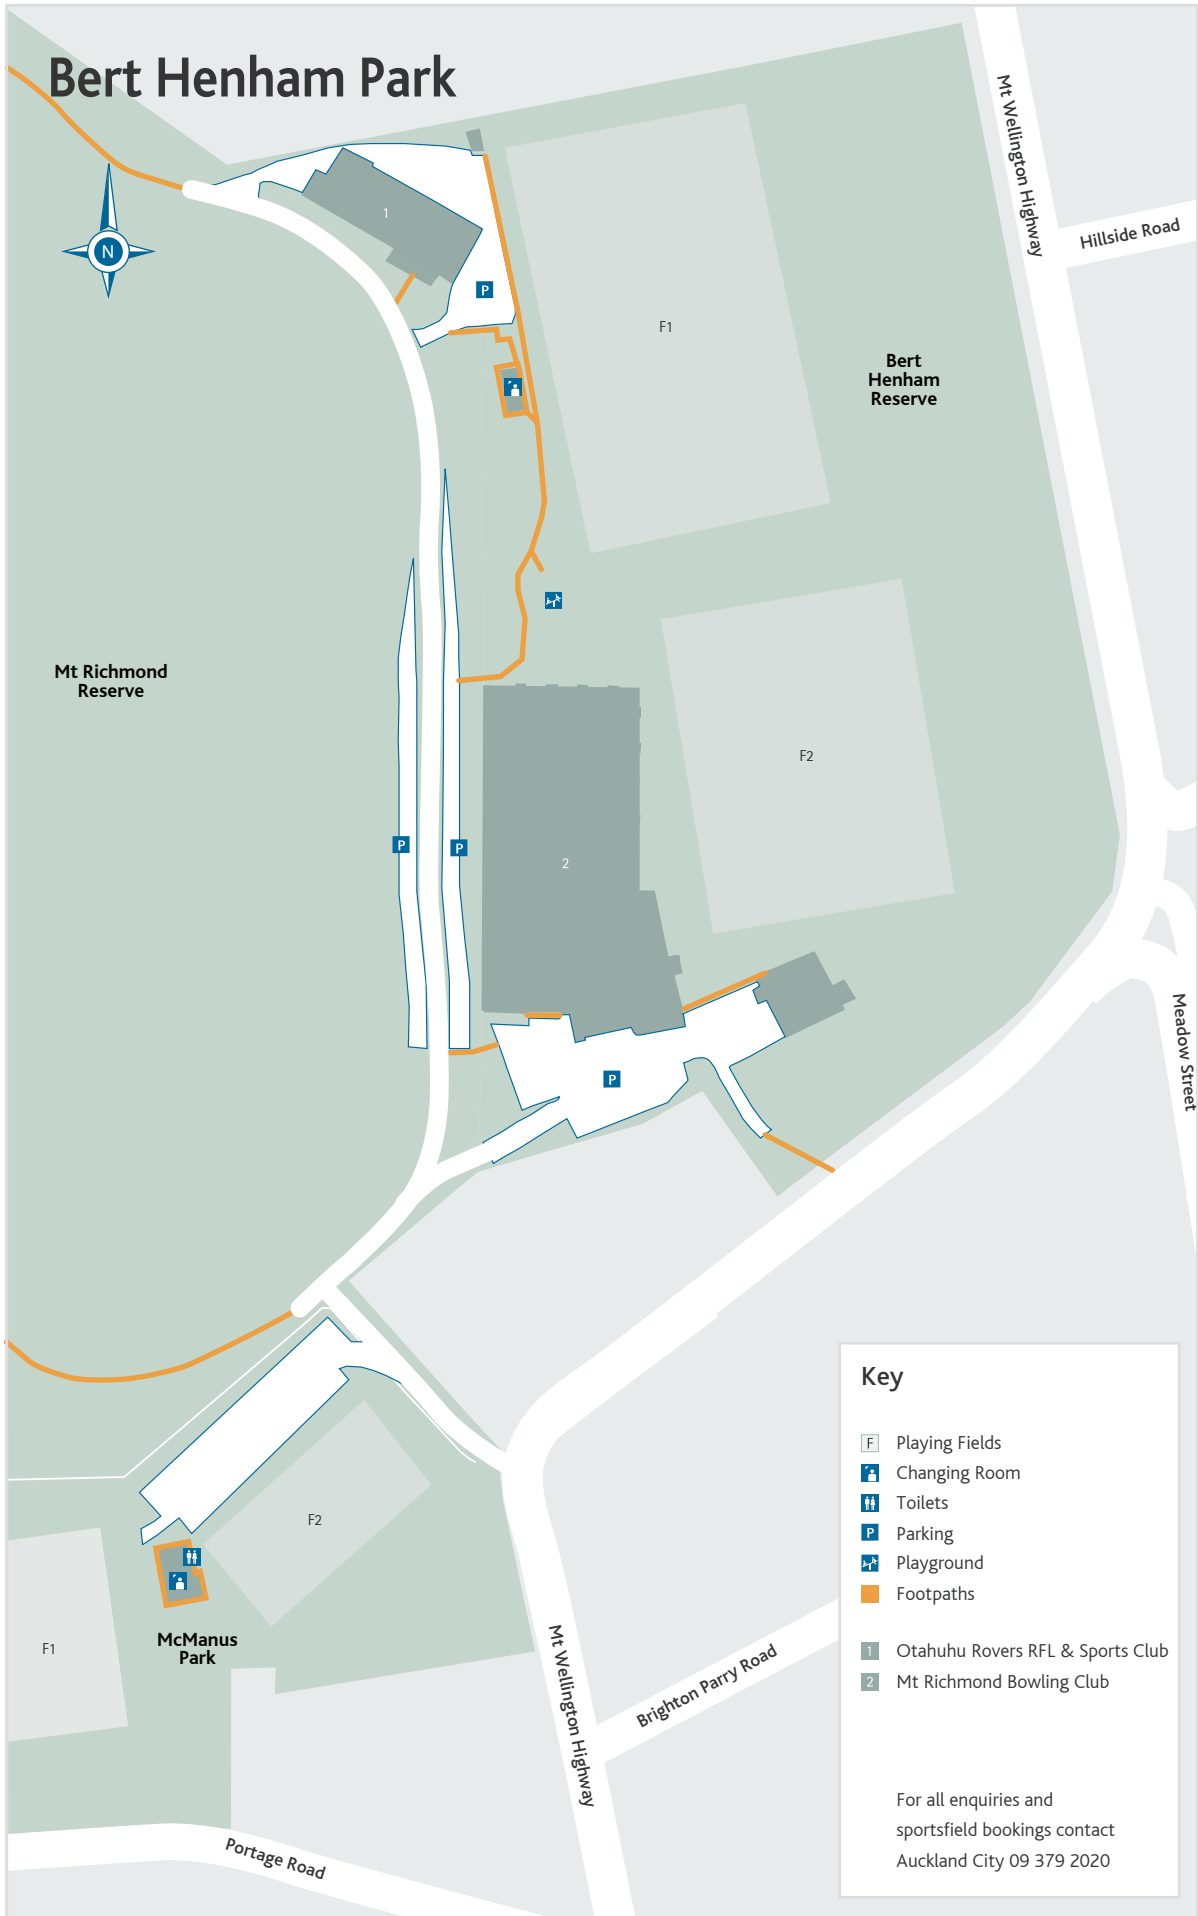 Bert Henham Park
N
Mt Wellington Highway
Hillside Road
1
P
F1
Bert
Henham
Reserve
Mt Richmond
Reserve
F2
P
P
2
Meadow Street
P
F2
F1
McManus
Park
Mt Wellington Highway
Brighton Parry Road
Portage Road
Key
F Playing Fields
Changing Room
Toilets
P Parking
Playground
Footpaths
1 Otahuhu Rovers RFL & Sports Club
2 Mt Richmond Bowling Club
For all enquiries and
sportsfield bookings contact
Auckland City 09 379 2020